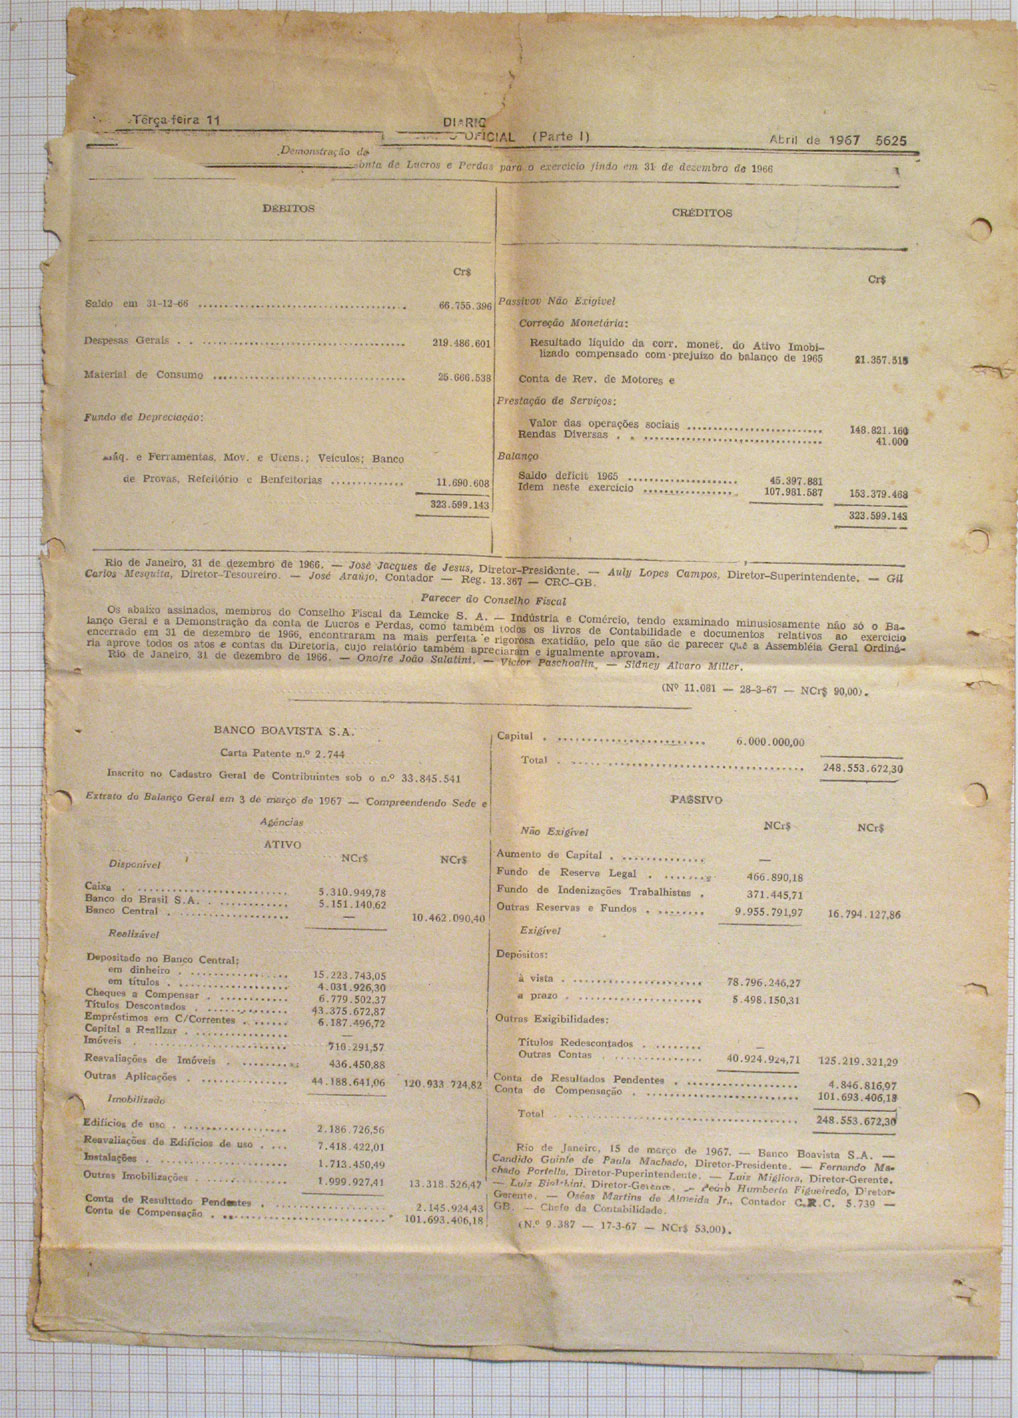 Têrça-feira 11
DIÁRIO OFICIAL (Parte I)
Abril de 1967 5625
Demonstração da conta de Lucros e Perdas para o exercício findo em 31 de dezembro de 1966
DÉBITOS
Cr$
Saldo em 31-12-66 66.755.396
Despesas Gerais 219.486.601
Material de Consumo 25.666.538
Fundo de Depreciação:
Máq. e Ferramentas, Mov. e Utens.; Veículos; Banco
de Provas, Refeitório e Benfeitorias 11.690.608
323.599.143
CRÉDITOS
Cr$
Passivov Não Exigível
Correção Monetária:
Resultado líquido da corr. monet. do Ativo Imobi-
lizado compensado com prejuizo do balanço de 1965 21.357.515
Conta de Rev. de Motores e
Prestação de Serviços:
Valor das operações sociais 148.821.160
Rendas Diversas 41.000
Balanço
Saldo deficit 1965 45.397.881
Idem neste exercício 107.981.587 153.379.468
323.599.143
Rio de Janeiro, 31 de dezembro de 1966. — José Jacques de Jesus, Diretor-Presidente. — Auly Lopes Campos, Diretor-Superintendente. — Gil
Carlos Mesquita, Diretor-Tesoureiro. — José Araújo, Contador — Reg. 13.367 — CRC-GB.
Parecer do Conselho Fiscal
Os abaixo assinados, membros do Conselho Fiscal da Lemcke S. A. — Indústria e Comércio, tendo examinado minusiosamente não só o Ba-
lanço Geral e a Demonstração da conta de Lucros e Perdas, como também todos os livros de Contabilidade e documentos relativos ao exercício
encerrado em 31 de dezembro de 1966, encontraram na mais perfeita e rigorosa exatidão, pelo que são de parecer que a Assembléia Geral Ordiná-
ria aprove todos os atos e contas da Diretoria, cujo relatório também apreciaram e igualmente aprovam.
Rio de Janeiro, 31 de dezembro de 1966. — Onofre João Salatini. — Victor Paschoalin. — Sidney Alvaro Miller.
(Nº 11.081 — 28-3-67 — NCr$ 90,00).
BANCO BOAVISTA S.A.
Carta Patente n.º 2.744
Inscrito no Cadastro Geral de Contribuintes sob o n.º 33.845.541
Extrato do Balanço Geral em 3 de março de 1967 — Compreendendo Sede e
Agências
ATIVO
NCr$ NCr$
Disponível
Caixa 5.310.949,78
Banco do Brasil S.A. 5.151.140,62
Banco Central — 10.462.090,40
Realizável
Depositado no Banco Central:
em dinheiro 15.223.743,05
em títulos 4.031.926,30
Cheques a Compensar 6.779.502,37
Títulos Descontados 43.375.672,87
Empréstimos em C/Correntes 6.187.496,72
Capital a Realizar —
Imóveis 710.291,57
Reavaliações de Imóveis 436.450,88
Outras Aplicações 44.188.641,06 120.933 724,82
Imobilizado
Edifícios de uso 2.186.726,56
Reavaliações de Edifícios de uso 7.418.422,01
Instalações 1.713.450,49
Outras Imobilizações 1.999.927,41 13.318.526,47
Conta de Resultado Pendentes 2.145.924,43
Conta de Compensação 101.693.406,18
Capital 6.000.000,00
Total 248.553.672,30
PASSIVO
NCr$ NCr$
Não Exigível
Aumento de Capital —
Fundo de Reserva Legal 466.890,18
Fundo de Indenizações Trabalhistas 371.445,71
Outras Reservas e Fundos 9.955.791,97 16.794.127,86
Exigível
Depósitos:
à vista 78.796.246,27
a prazo 5.498.150,31
Outras Exigibilidades:
Títulos Redescontados —
Outras Contas 40.924.924,71 125.219.321,29
Conta de Resultados Pendentes 4.846.816,97
Conta de Compensação 101.693.406,18
Total 248.553.672,30
Rio de Janeiro, 15 de março de 1967. — Banco Boavista S.A. —
Candido Guinle de Paula Machado, Diretor-Presidente. — Fernando Ma-
chado Portella, Diretor-Puperintendente. — Luiz Migliora, Diretor-Gerente.
— Luiz Biolchini, Diretor-Gerente. — Pedro Humberto Figueiredo, Diretor-
Gerente. — Oséas Martins de Almeida Jr., Contador C.R.C. 5.739 —
GB. — Chefe da Contabilidade.
(N.º 9.387 — 17-3-67 — NCr$ 53,00).